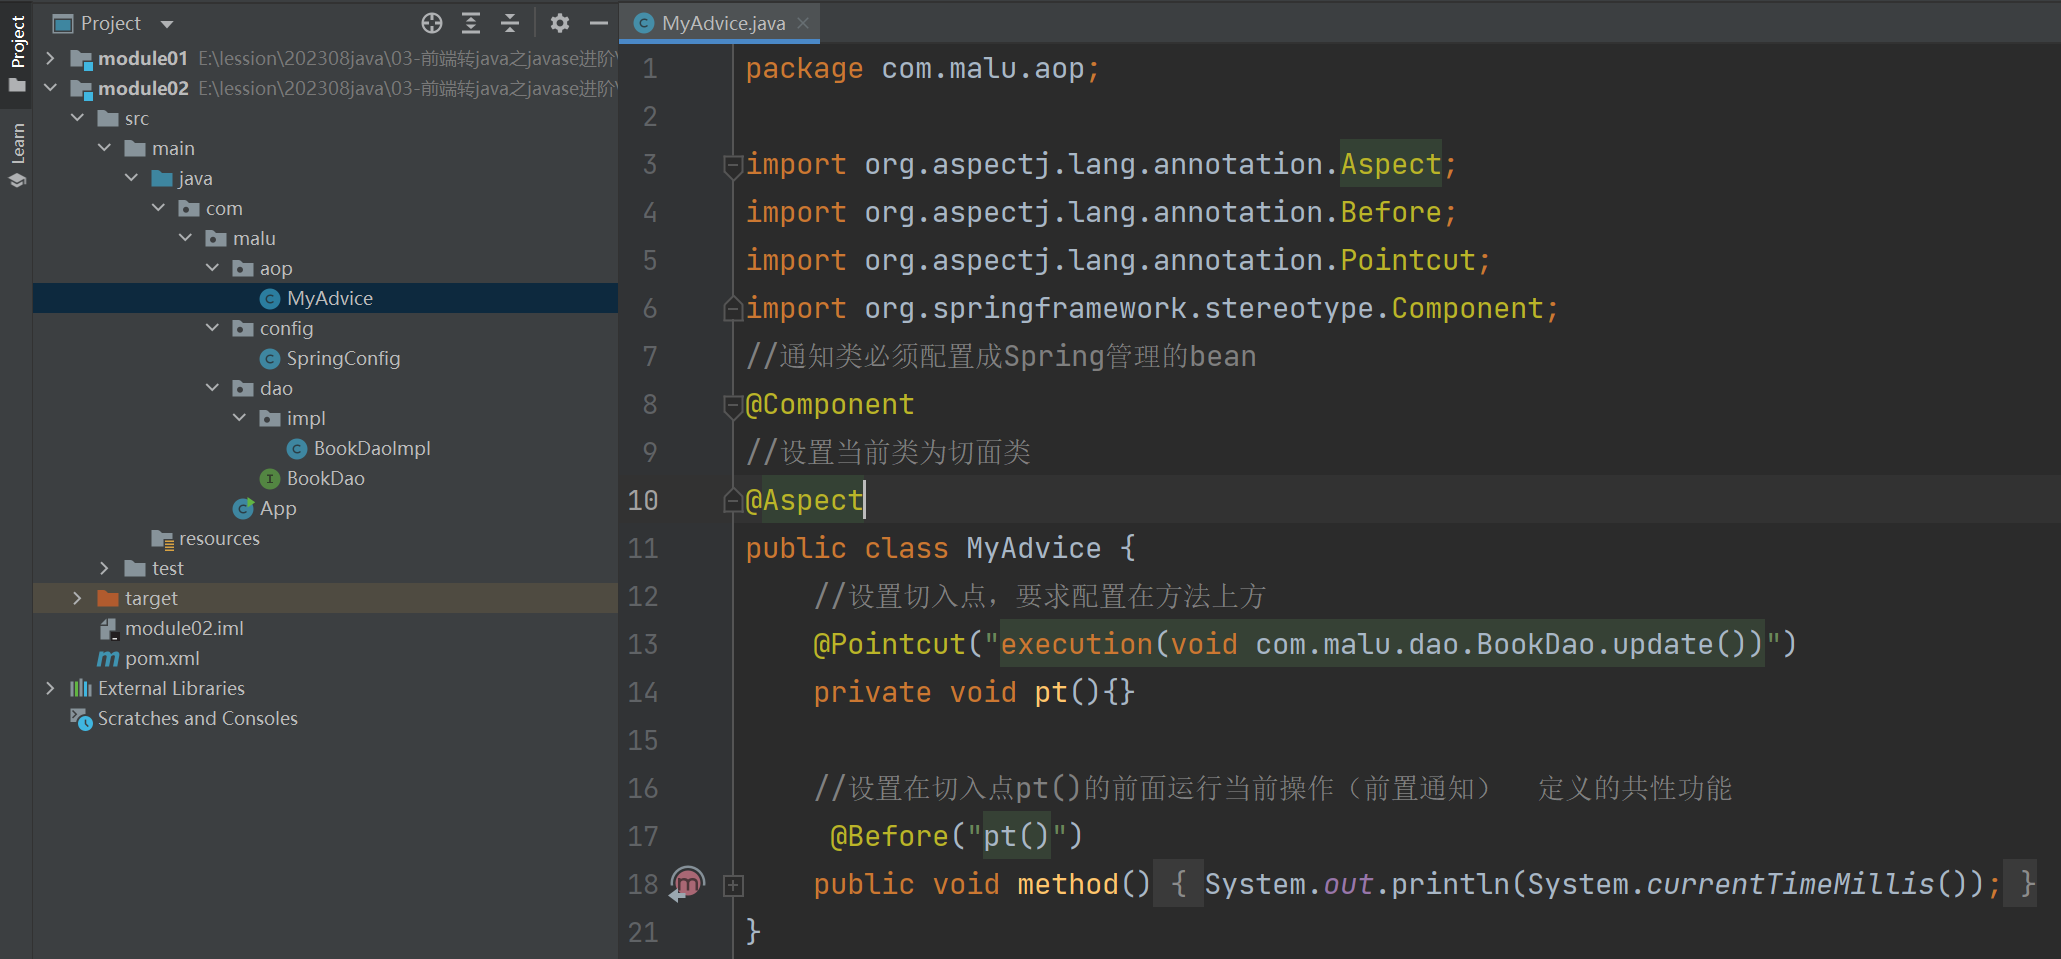 Project
Learn
Project
module01 E:\lession\202308java\03-前端转java之javase进阶\
module02 E:\lession\202308java\03-前端转java之javase进阶\
src
main
java
com
malu
aop
MyAdvice
config
SpringConfig
dao
impl
BookDaoImpl
BookDao
App
resources
test
target
module02.iml
pom.xml
External Libraries
Scratches and Consoles
MyAdvice.java
1 package com.malu.aop;
2
3 import org.aspectj.lang.annotation.Aspect;
4 import org.aspectj.lang.annotation.Before;
5 import org.aspectj.lang.annotation.Pointcut;
6 import org.springframework.stereotype.Component;
7 //通知类必须配置成Spring管理的bean
8 @Component
9 //设置当前类为切面类
10 @Aspect
11 public class MyAdvice {
12 //设置切入点，要求配置在方法上方
13 @Pointcut("execution(void com.malu.dao.BookDao.update())")
14 private void pt(){}
15
16 //设置在切入点pt()的前面运行当前操作（前置通知） 定义的共性功能
17 @Before("pt()")
18 public void method() { System.out.println(System.currentTimeMillis()); }
21 }